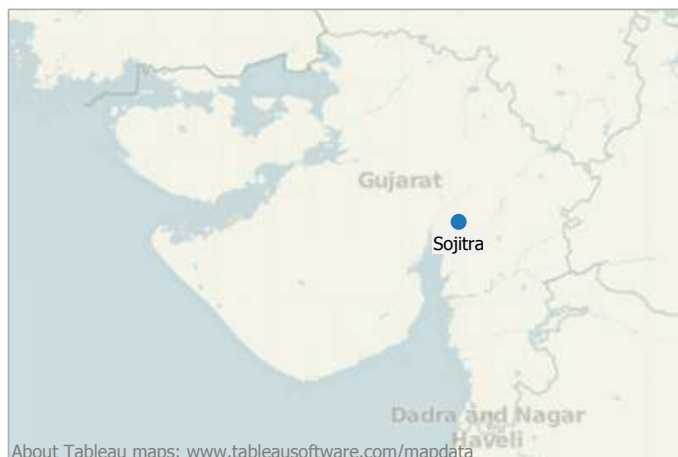 Gujarat
Sojitra
Dadra and Nagar
Haveli
About Tableau maps: www.tableausoftware.com/mapdata